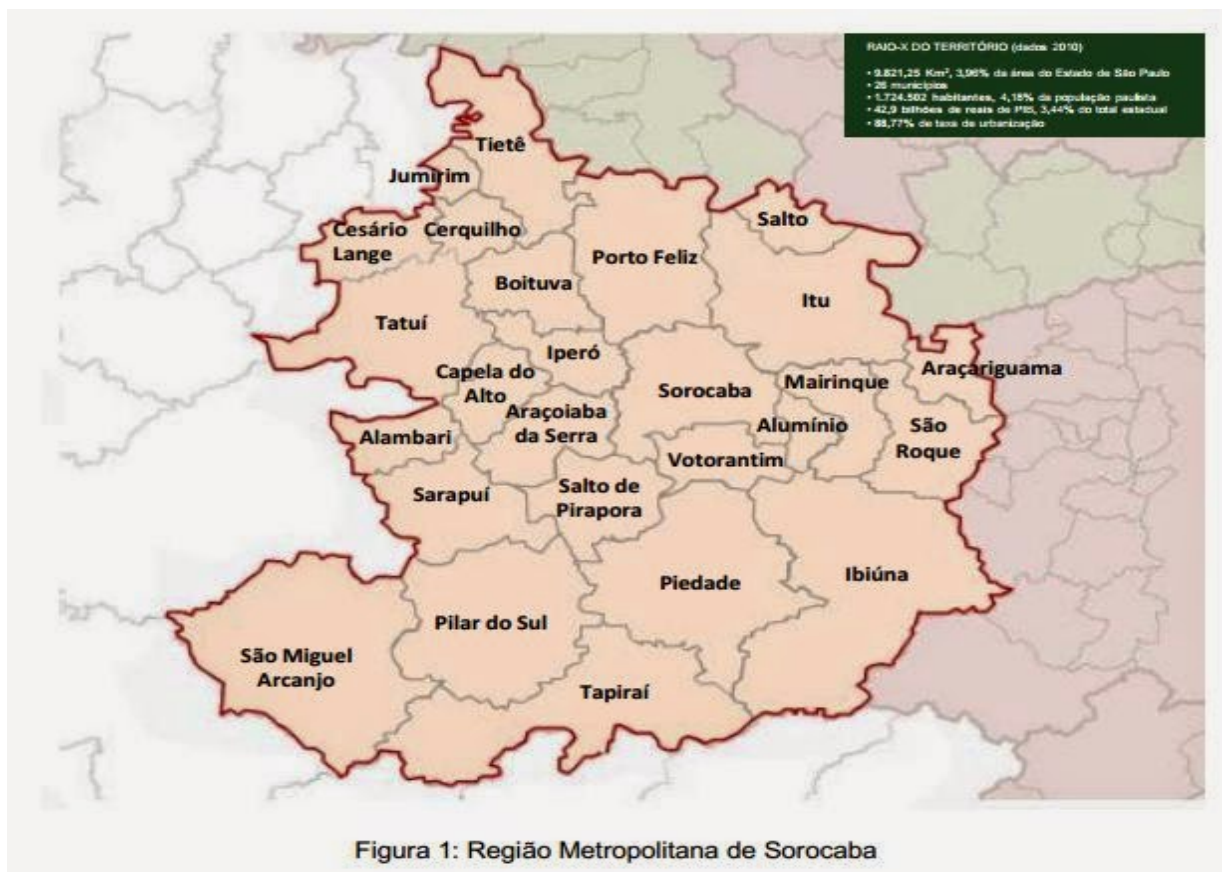 RAIO-X DO TERRITÓRIO (dados 2010)
• 9.821,25 Km², 3,96% da área do Estado de São Paulo
• 26 municípios
• 1.724.502 habitantes, 4,18% da população paulista
• 42,9 bilhões de reais de PIB, 3,44% do total estadual
• 88,77% de taxa de urbanização
Tietê
Jumirim
Cesário
Lange
Cerquilho
Salto
Porto Feliz
Boituva
Itu
Tatuí
Iperó
Capela do
Alto
Araçariguama
Mairinque
Sorocaba
Araçoiaba
da Serra
Alumínio
São
Roque
Alambari
Votorantim
Sarapuí
Salto de
Pirapora
Piedade
Ibiúna
Pilar do Sul
São Miguel
Arcanjo
Tapiraí
Figura 1: Região Metropolitana de Sorocaba